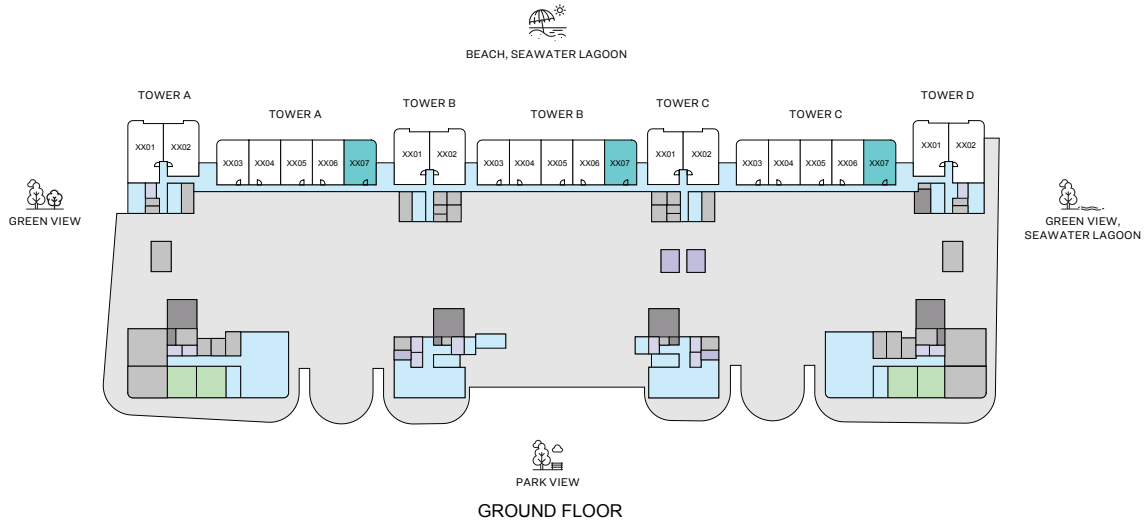 BEACH, SEAWATER LAGOON
TOWER A
TOWER A
TOWER B
TOWER B
TOWER C
TOWER C
TOWER D
XX01
XX02
XX03
XX04
XX05
XX06
XX07
XX01
XX02
XX03
XX04
XX05
XX06
XX07
XX01
XX02
XX03
XX04
XX05
XX06
XX07
XX01
XX02
GREEN VIEW
GREEN VIEW,
SEAWATER LAGOON
PARK VIEW
GROUND FLOOR